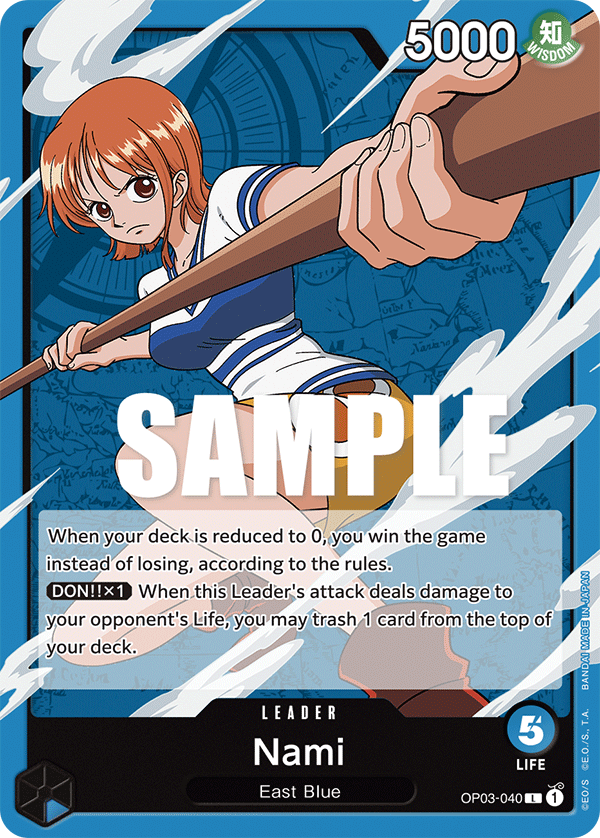 5000
知
WISDOM
SAMPLE
When your deck is reduced to 0, you win the game
instead of losing, according to the rules.
DON!!×1 When this Leader's attack deals damage to
your opponent's Life, you may trash 1 card from the top of
your deck.
LEADER
Nami
East Blue
5
LIFE
OP03-040 L 1
©E.O/S ©E.O./S., T.A. BANDAI MADE IN JAPAN